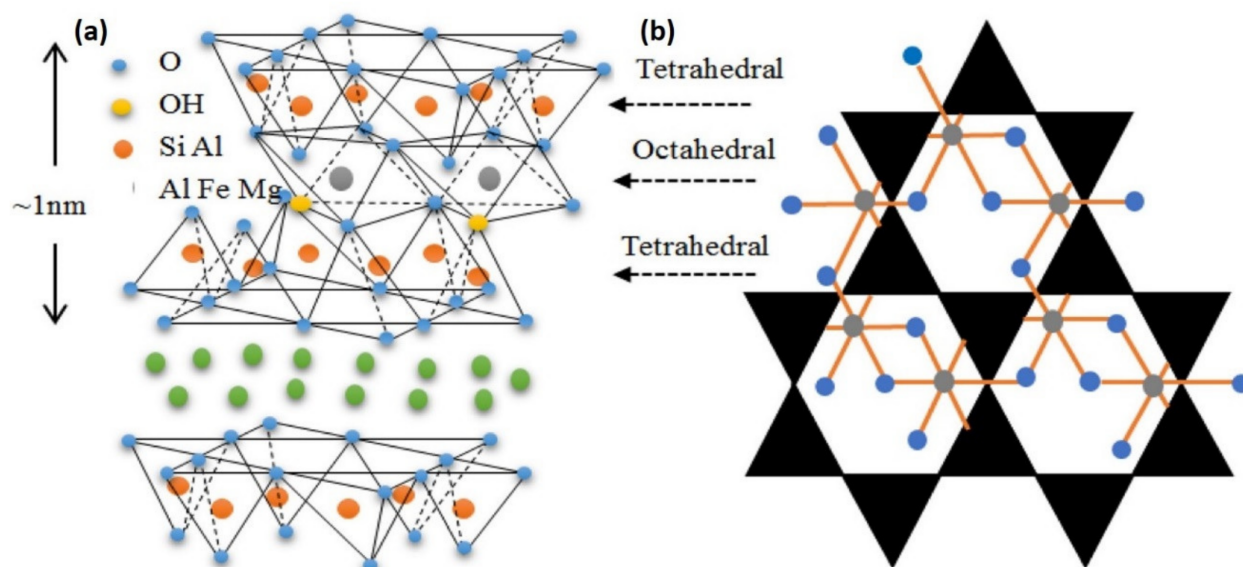 (a)
O
OH
Si Al
Al Fe Mg
~1nm
Tetrahedral
Octahedral
Tetrahedral
(b)